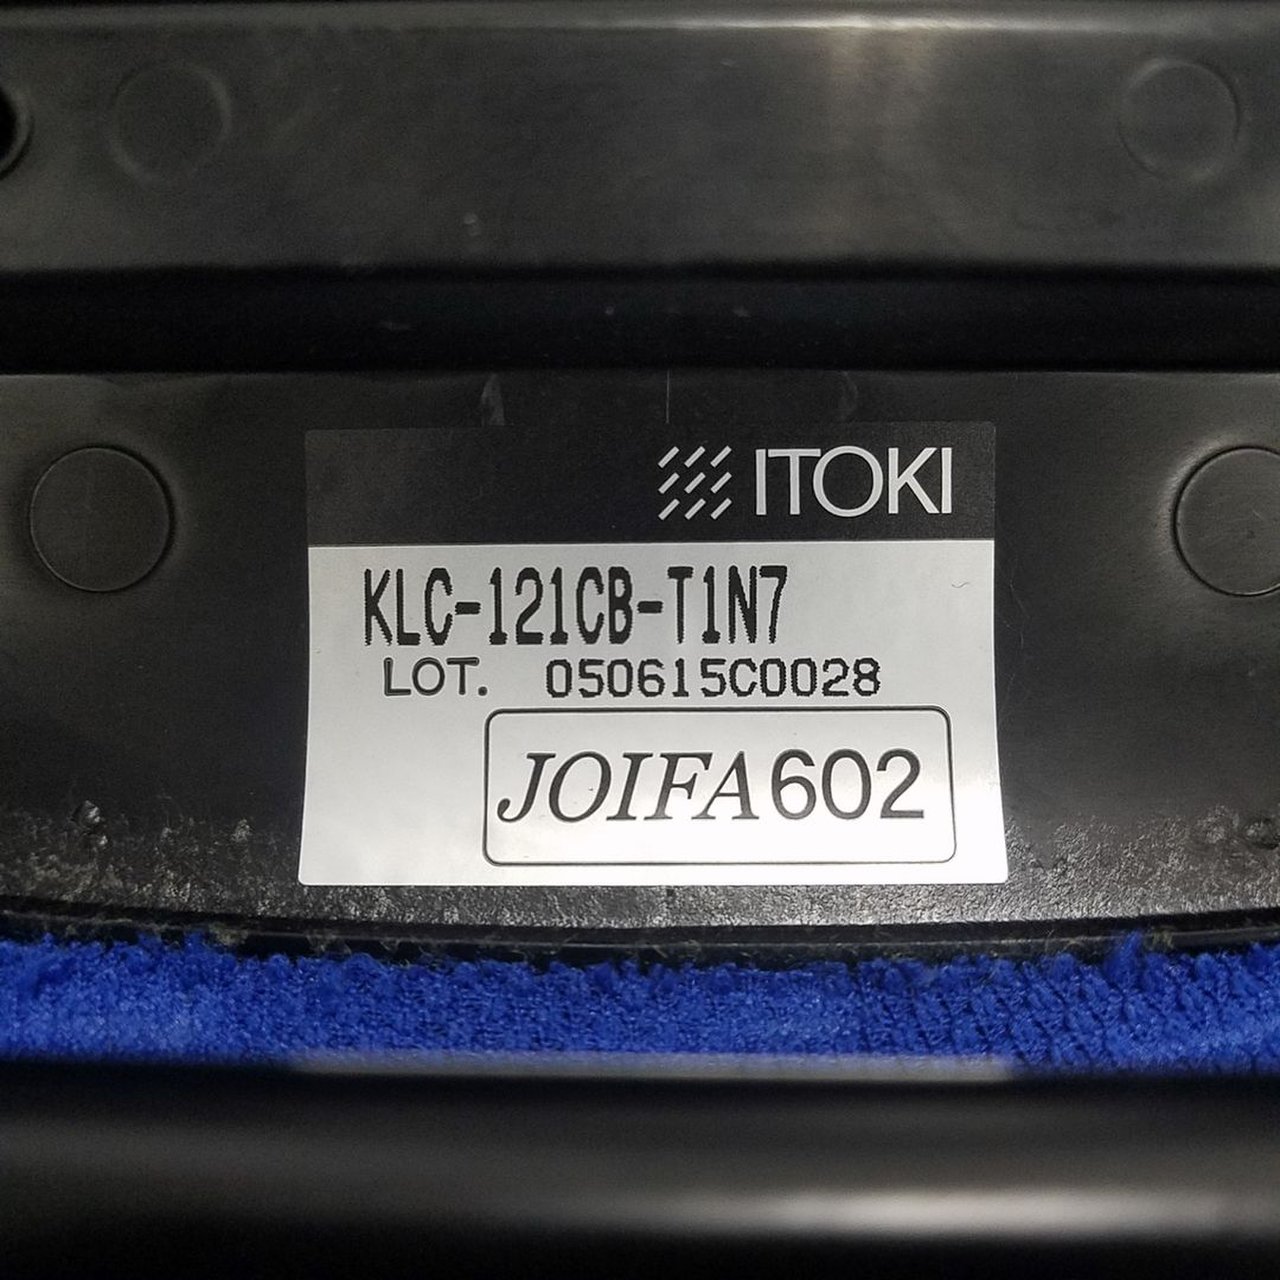 ITOKI
KLC-121CB-T1N7
LOT. 050615C0028
JOIFA602